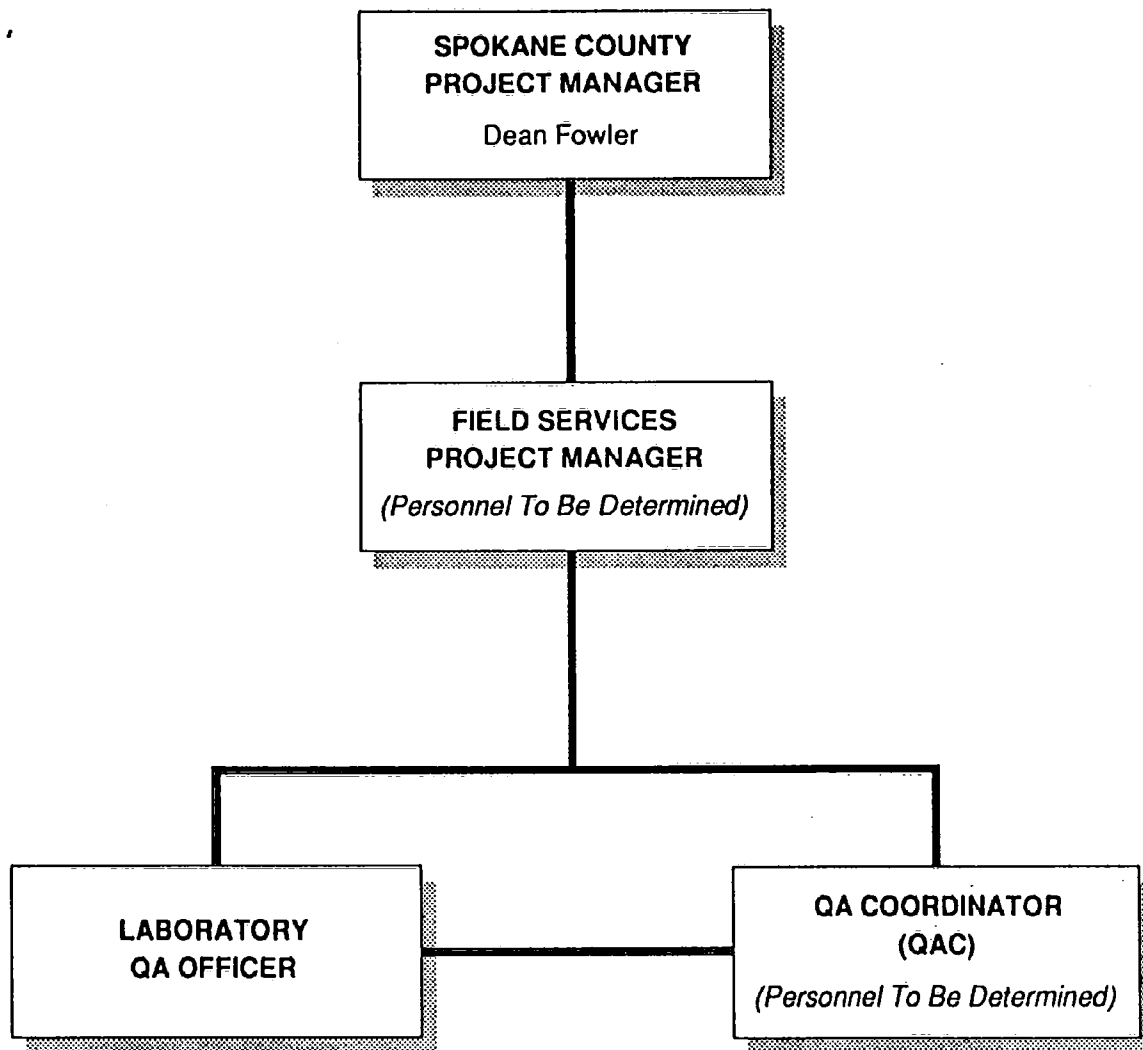 SPOKANE COUNTY
PROJECT MANAGER
Dean Fowler
FIELD SERVICES
PROJECT MANAGER
(Personnel To Be Determined)
LABORATORY
QA OFFICER
QA COORDINATOR
(QAC)
(Personnel To Be Determined)